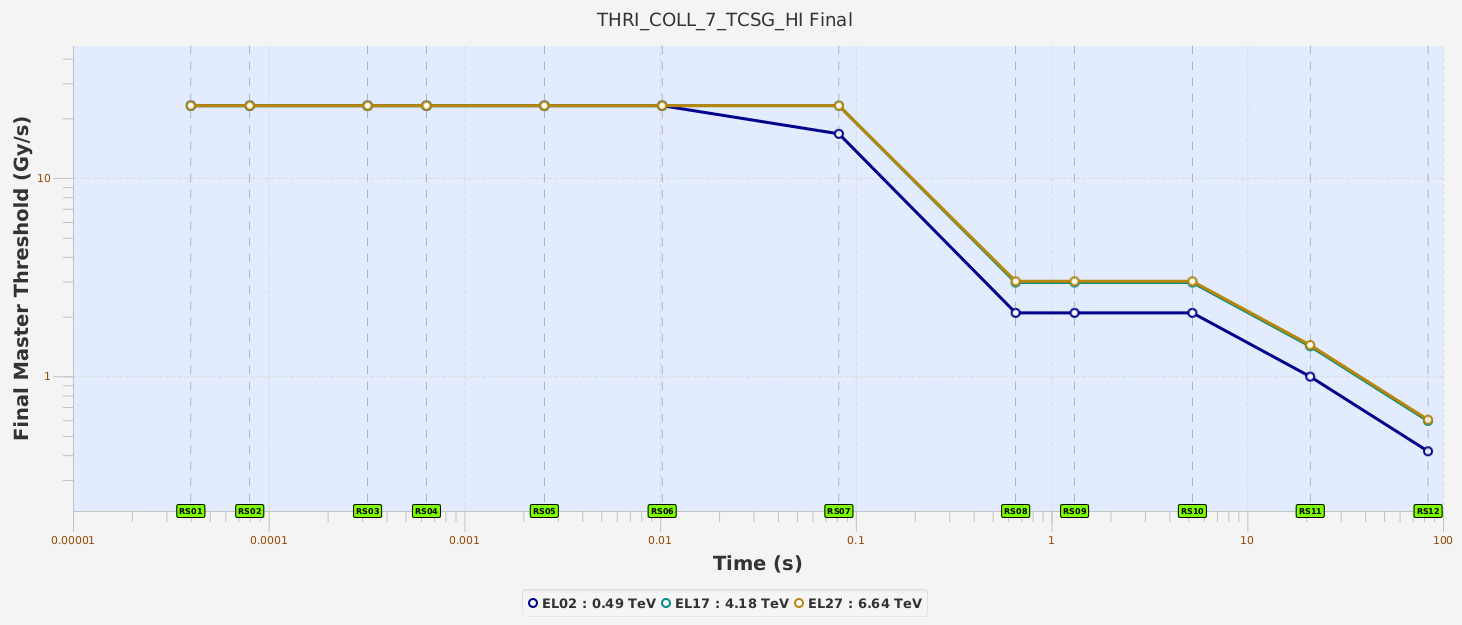 THRI_COLL_7_TCSG_HI Final
Final Master Threshold (Gy/s)
10
1
RS01 RS02 RS03 RS04 RS05 RS06 RS07 RS08 RS09 RS10 RS11 RS12
0.00001 0.0001 0.001 0.01 0.1 1 10 100
Time (s)
EL02 : 0.49 TeV EL17 : 4.18 TeV EL27 : 6.64 TeV